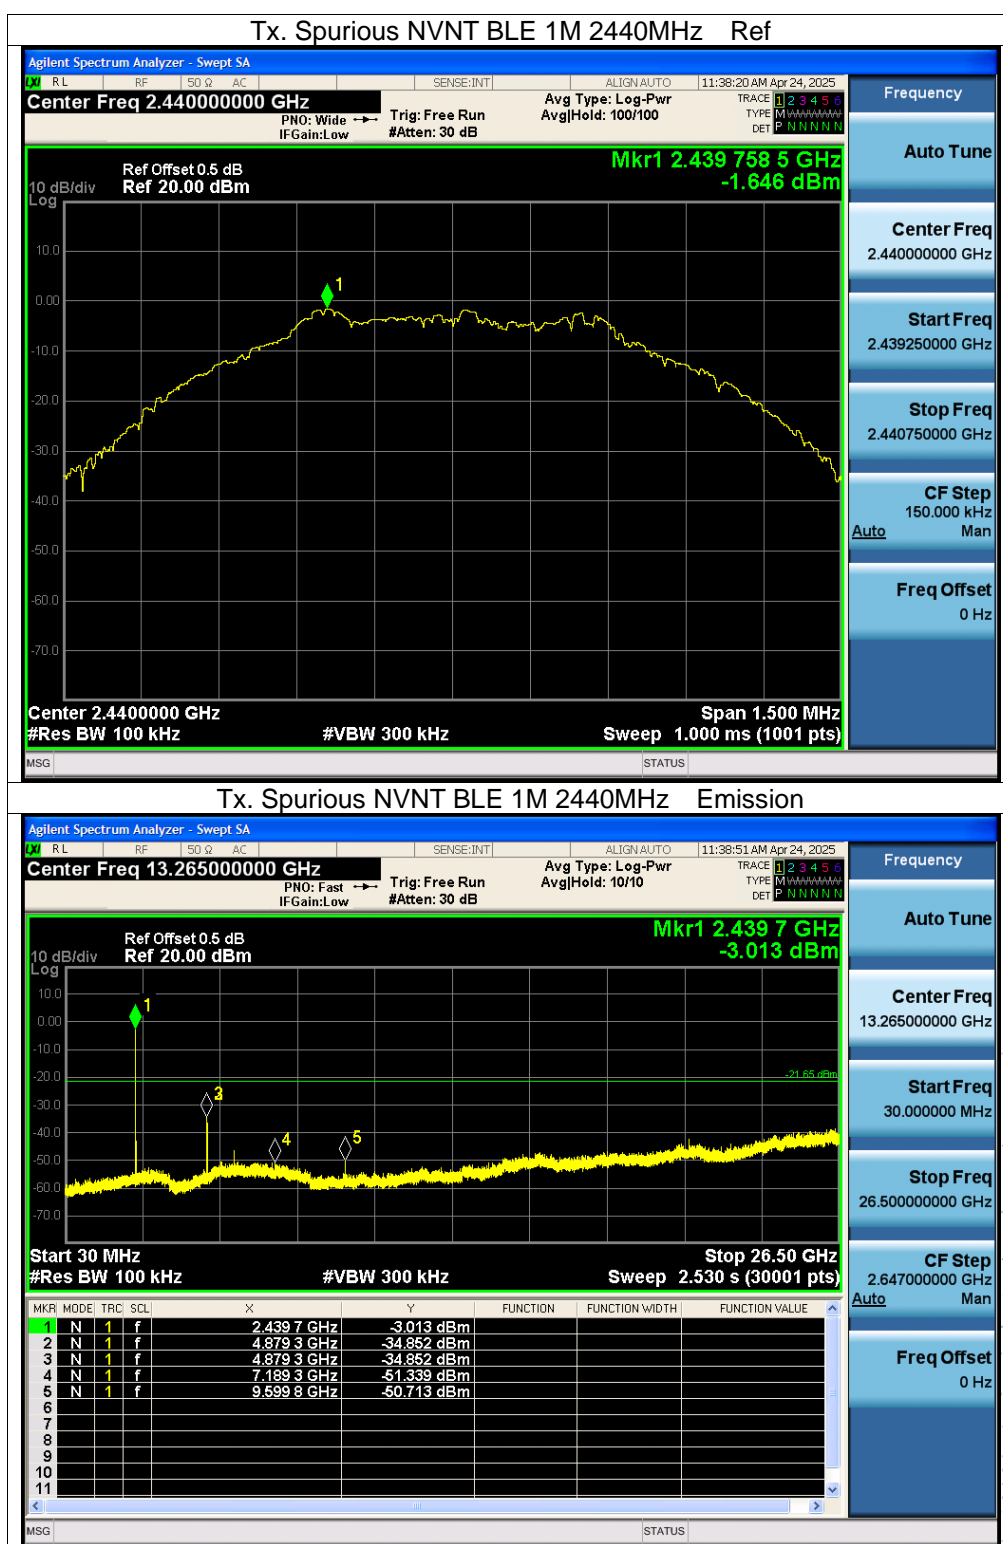 Tx. Spurious NVNT BLE 1M 2440MHz Ref
Agilent Spectrum Analyzer - Swept SA
LXI RL RF 50 Ω AC SENSE:INT ALIGN AUTO 11:38:20 AM Apr 24, 2025
Center Freq 2.440000000 GHz
PNO: Wide
IFGain:Low
Trig: Free Run
#Atten: 30 dB
Avg Type: Log-Pwr
Avg|Hold: 100/100
TRACE 1 2 3 4 5 6
TYPE M
DET P N N N N N
Frequency
Auto Tune
Center Freq
2.440000000 GHz
Start Freq
2.439250000 GHz
Stop Freq
2.440750000 GHz
CF Step
150.000 kHz
Auto Man
Freq Offset
0 Hz
Mkr1 2.439 758 5 GHz
-1.646 dBm
Ref Offset 0.5 dB
10 dB/div Ref 20.00 dBm
Log
10.0
0.00
-10.0
-20.0
-30.0
-40.0
-50.0
-60.0
-70.0
1
Center 2.4400000 GHz Span 1.500 MHz
#Res BW 100 kHz #VBW 300 kHz Sweep 1.000 ms (1001 pts)
MSG STATUS
Tx. Spurious NVNT BLE 1M 2440MHz Emission
Agilent Spectrum Analyzer - Swept SA
LXI RL RF 50 Ω AC SENSE:INT ALIGN AUTO 11:38:51 AM Apr 24, 2025
Center Freq 13.265000000 GHz
PNO: Fast
IFGain:Low
Trig: Free Run
#Atten: 30 dB
Avg Type: Log-Pwr
Avg|Hold: 10/10
TRACE 1 2 3 4 5 6
TYPE M
DET P N N N N N
Frequency
Auto Tune
Center Freq
13.265000000 GHz
Start Freq
30.000000 MHz
Stop Freq
26.500000000 GHz
CF Step
2.647000000 GHz
Auto Man
Freq Offset
0 Hz
Mkr1 2.439 7 GHz
-3.013 dBm
Ref Offset 0.5 dB
10 dB/div Ref 20.00 dBm
Log
10.0
0.00
-10.0
-20.0
-30.0
-40.0
-50.0
-60.0
-70.0
-21.65 dBm
1
3
4
5
Start 30 MHz Stop 26.50 GHz
#Res BW 100 kHz #VBW 300 kHz Sweep 2.530 s (30001 pts)
MKR MODE TRC SCL X Y FUNCTION FUNCTION WIDTH FUNCTION VALUE
1 N 1 f 2.439 7 GHz -3.013 dBm
2 N 1 f 4.879 3 GHz -34.852 dBm
3 N 1 f 4.879 3 GHz -34.852 dBm
4 N 1 f 7.189 3 GHz -51.339 dBm
5 N 1 f 9.599 8 GHz -50.713 dBm
6
7
8
9
10
11
MSG STATUS